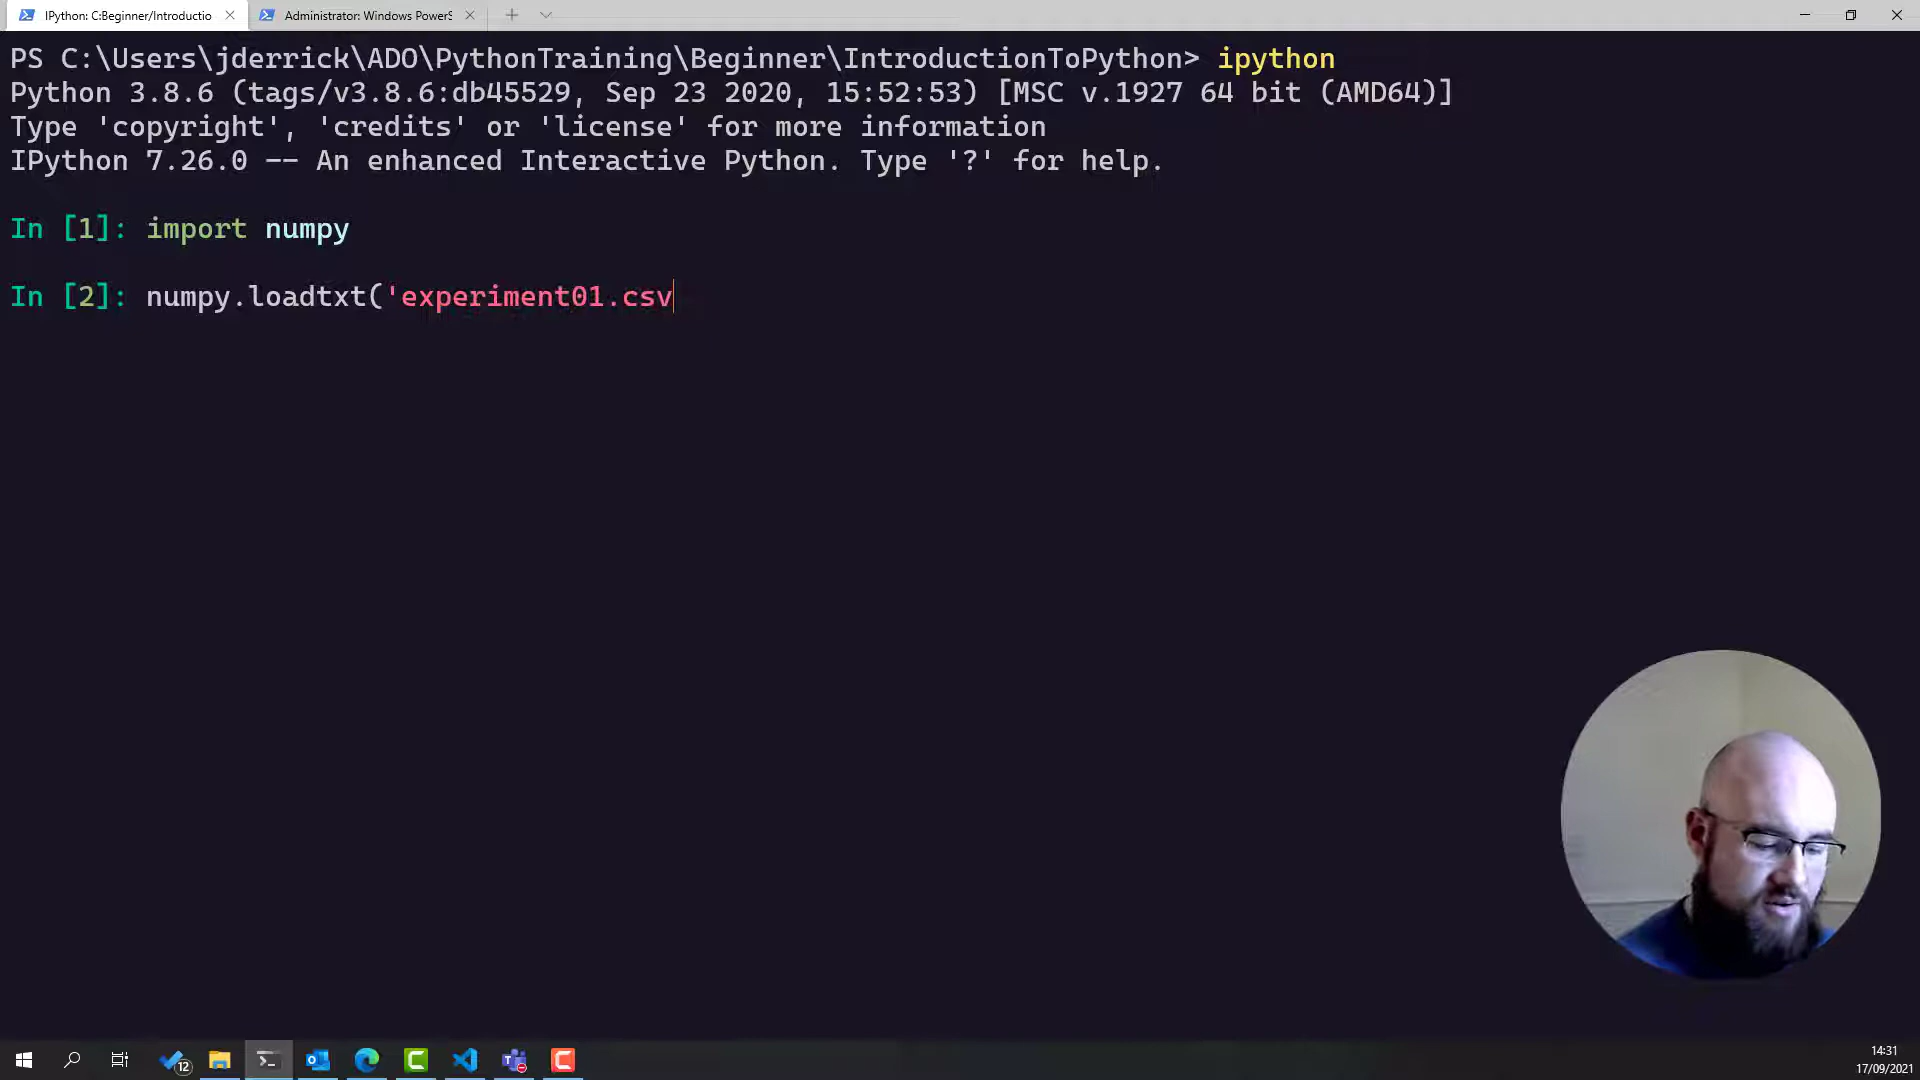 IPython: C:Beginner/Introductio
Administrator: Windows PowerS
PS C:\Users\jderrick\ADO\PythonTraining\Beginner\IntroductionToPython> ipython
Python 3.8.6 (tags/v3.8.6:db45529, Sep 23 2020, 15:52:53) [MSC v.1927 64 bit (AMD64)]
Type 'copyright', 'credits' or 'license' for more information
IPython 7.26.0 -- An enhanced Interactive Python. Type '?' for help.
In [1]: import numpy
In [2]: numpy.loadtxt('experiment01.csv
12
14:31
17/09/2021